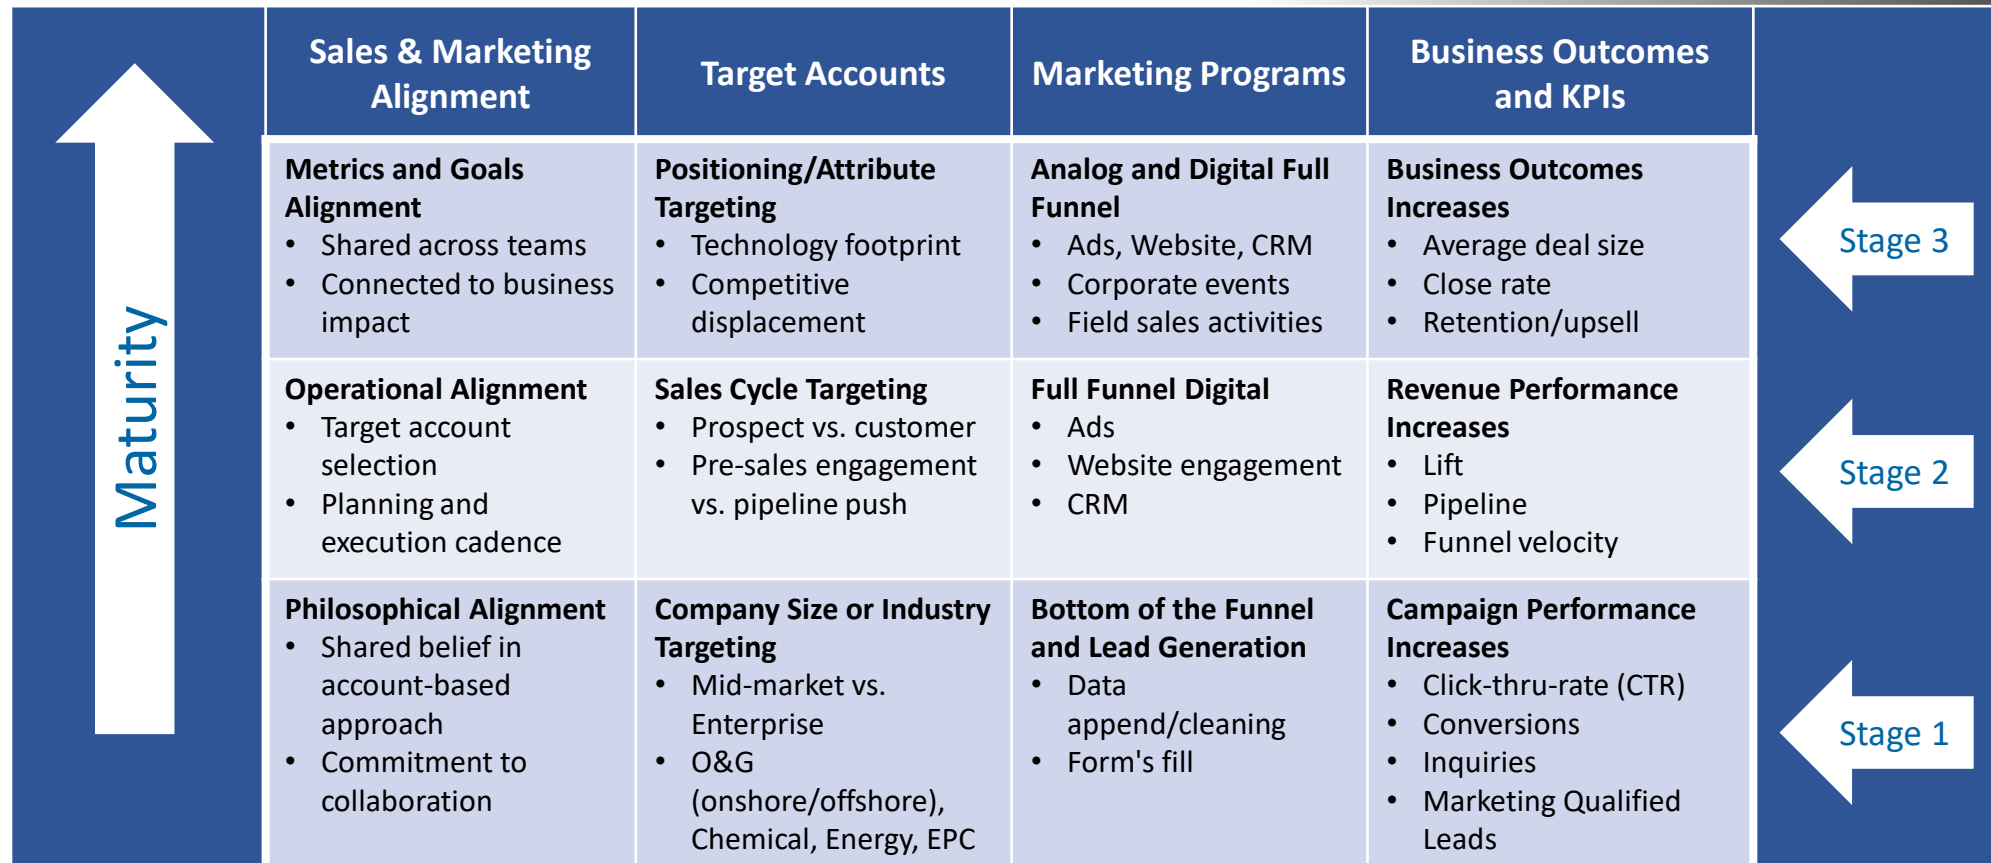 Sales & Marketing
Alignment
Target Accounts
Marketing Programs
Business Outcomes
and KPIs
Maturity
Metrics and Goals
Alignment
• Shared across teams
• Connected to business
impact
Positioning/Attribute
Targeting
• Technology footprint
• Competitive
displacement
Analog and Digital Full
Funnel
• Ads, Website, CRM
• Corporate events
• Field sales activities
Business Outcomes
Increases
• Average deal size
• Close rate
• Retention/upsell
Stage 3
Operational Alignment
• Target account
selection
• Planning and
execution cadence
Sales Cycle Targeting
• Prospect vs. customer
• Pre-sales engagement
vs. pipeline push
Full Funnel Digital
• Ads
• Website engagement
• CRM
Revenue Performance
Increases
• Lift
• Pipeline
• Funnel velocity
Stage 2
Philosophical Alignment
• Shared belief in
account-based
approach
• Commitment to
collaboration
Company Size or Industry
Targeting
• Mid-market vs.
Enterprise
• O&G
(onshore/offshore),
Chemical, Energy, EPC
Bottom of the Funnel
and Lead Generation
• Data
append/cleaning
• Form's fill
Campaign Performance
Increases
• Click-thru-rate (CTR)
• Conversions
• Inquiries
• Marketing Qualified
Leads
Stage 1